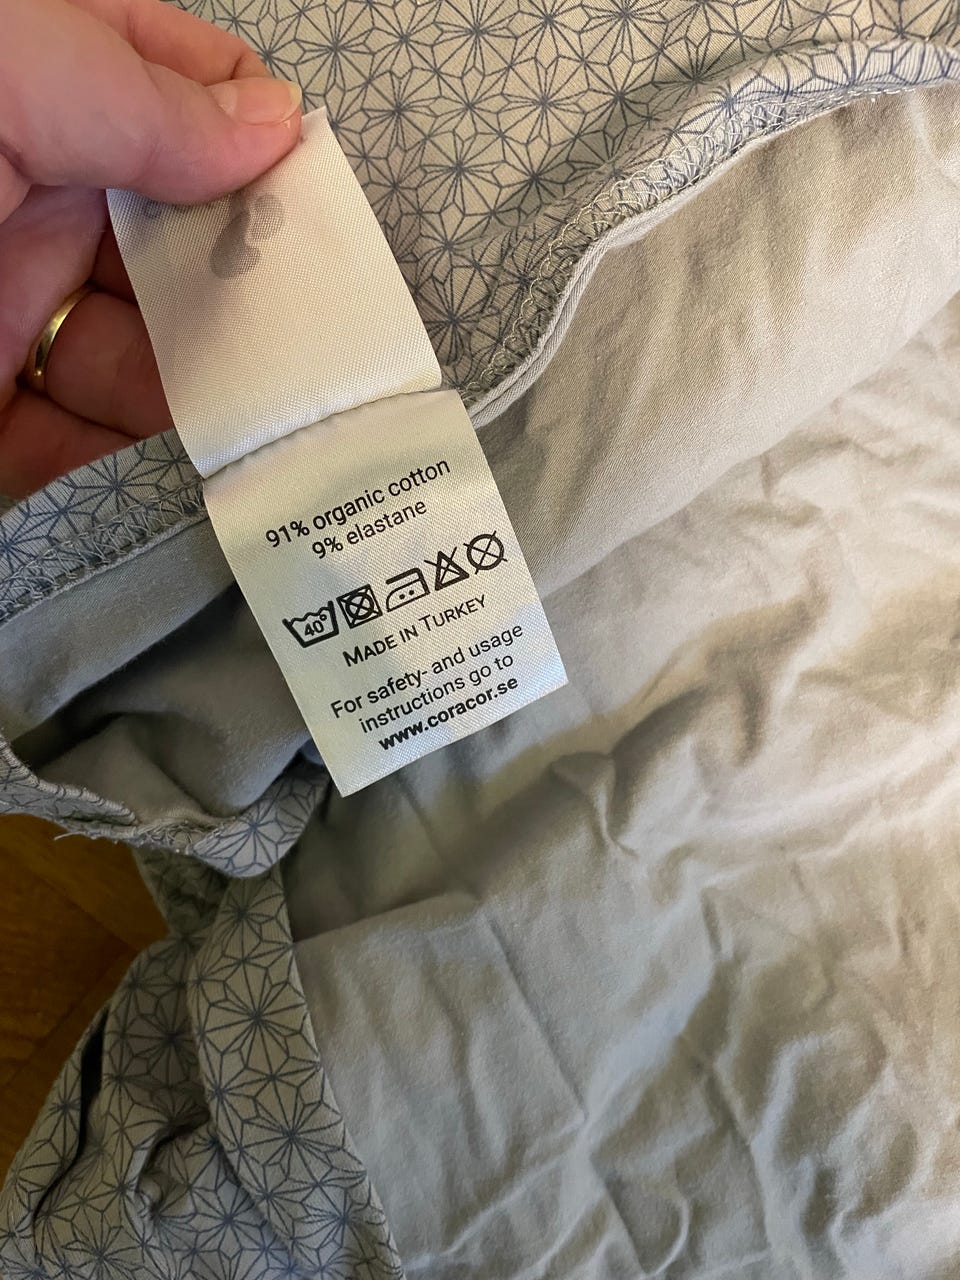 91% organic cotton
9% elastane
40°
MADE IN TURKEY
For safety- and usage
instructions go to
www.coracor.se